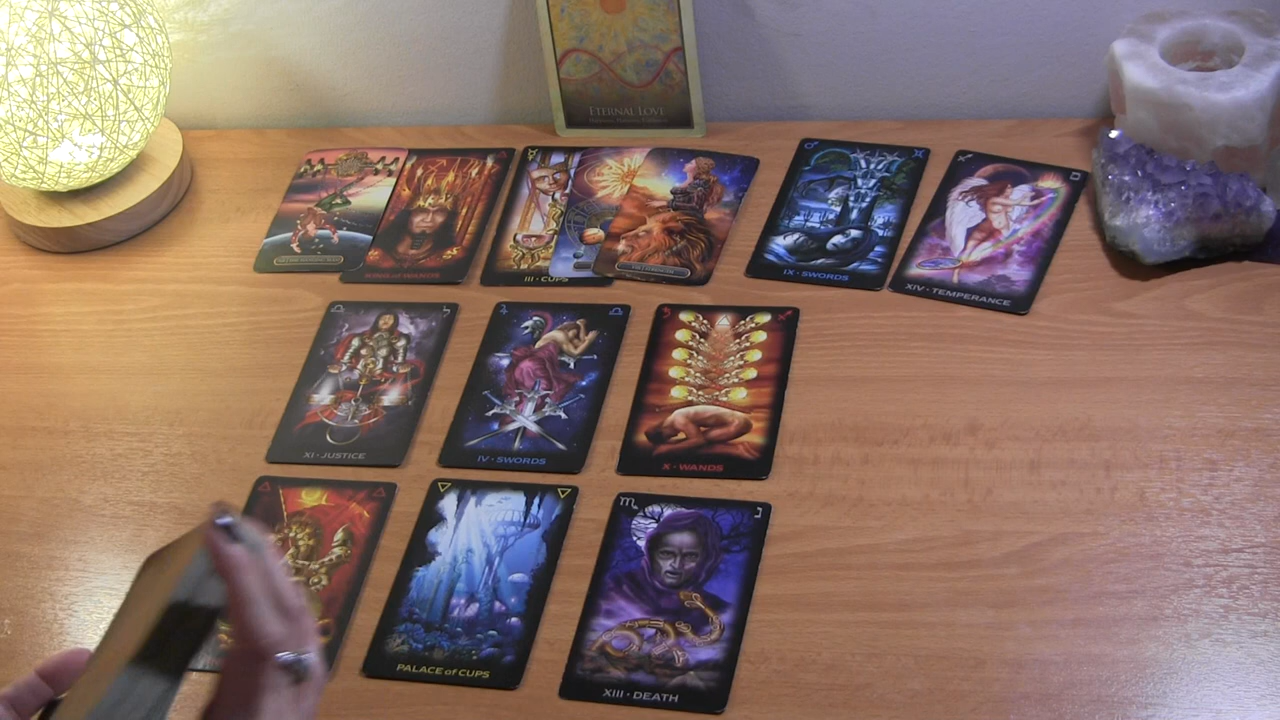 ETERNAL LOVE
KING of WANDS
III · CUPS
IX · SWORDS
XIV · TEMPERANCE
XI · JUSTICE
IV · SWORDS
X · WANDS
PALACE of CUPS
XIII · DEATH